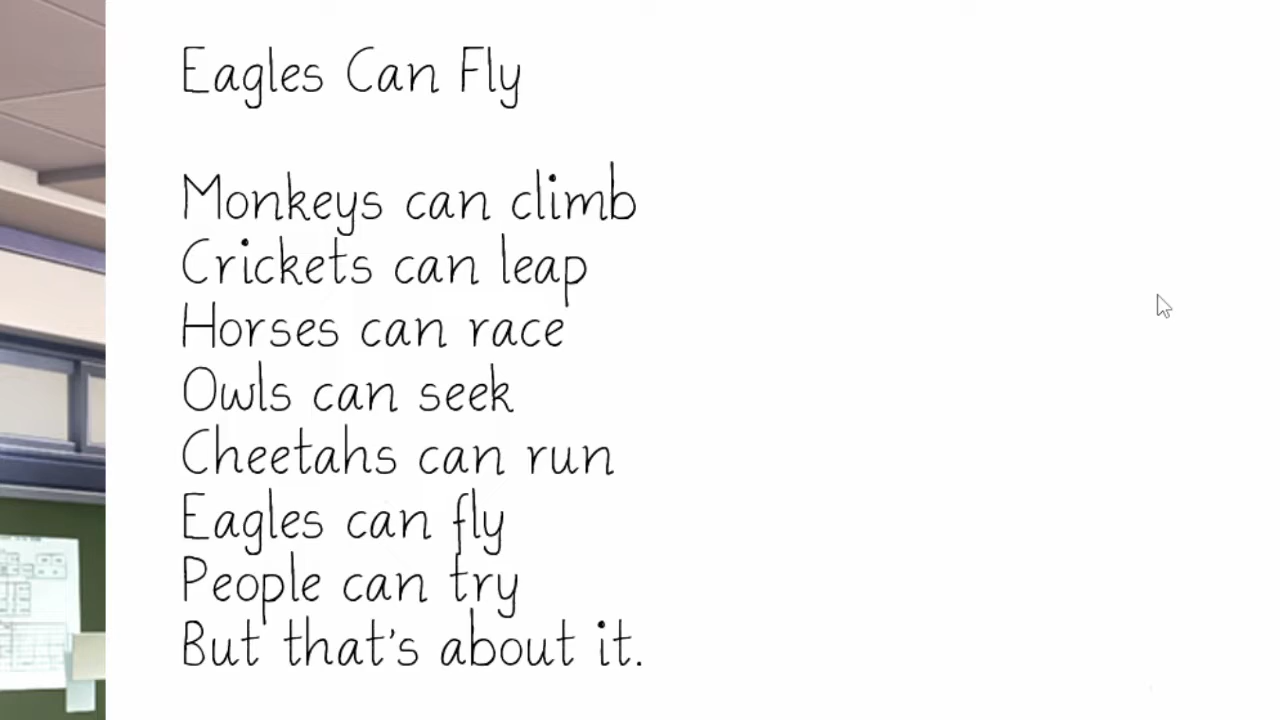 Eagles Can Fly
Monkeys can climb
Crickets can leap
Horses can race
Owls can seek
Cheetahs can run
Eagles can fly
People can try
But that's about it.